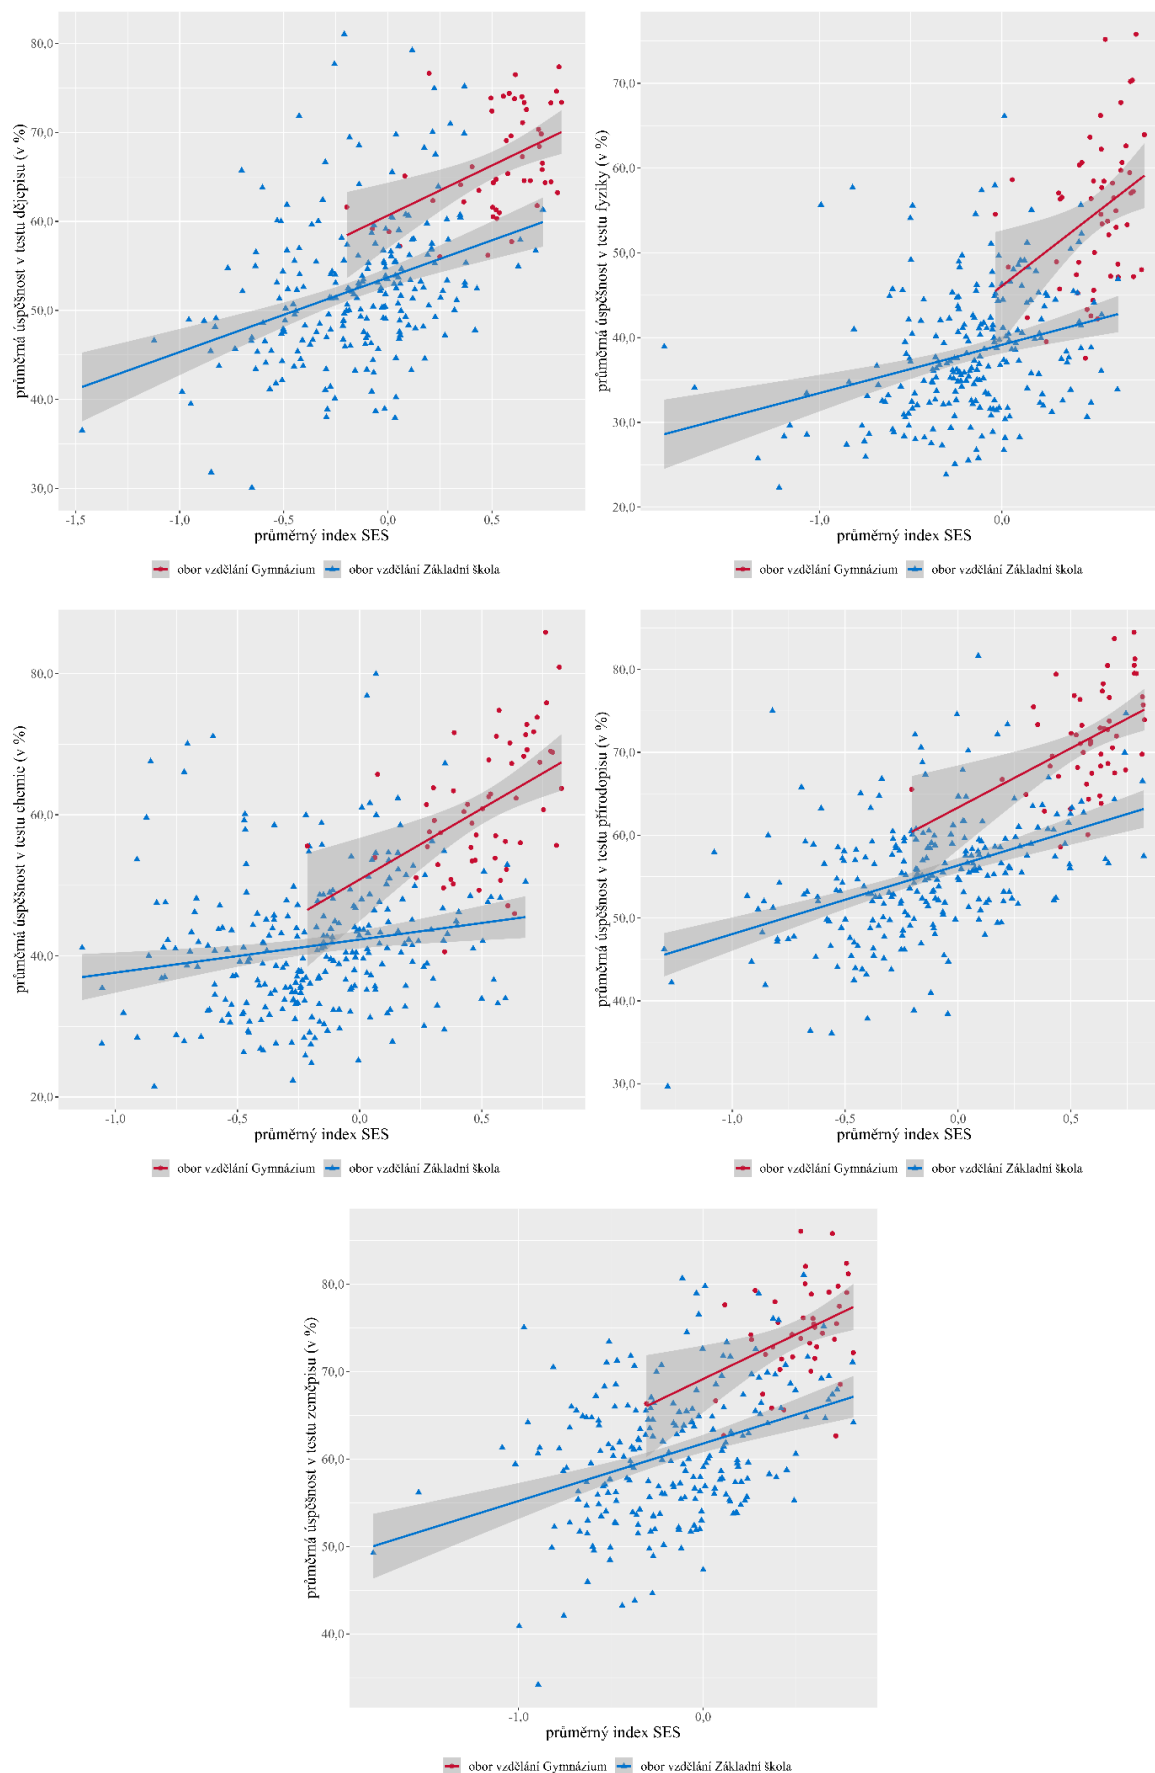 průměrná úspěšnost v testu dějepisu (v %)
80,0
70,0
60,0
50,0
40,0
30,0
-1,5 -1,0 -0,5 0,0 0,5
průměrný index SES
obor vzdělání Gymnázium obor vzdělání Základní škola
průměrná úspěšnost v testu fyziky (v %)
70,0
60,0
50,0
40,0
30,0
20,0
-1,0 0,0
průměrný index SES
obor vzdělání Gymnázium obor vzdělání Základní škola
průměrná úspěšnost v testu chemie (v %)
80,0
60,0
40,0
20,0
-1,0 -0,5 0,0 0,5
průměrný index SES
obor vzdělání Gymnázium obor vzdělání Základní škola
průměrná úspěšnost v testu přírodopisu (v %)
80,0
70,0
60,0
50,0
40,0
30,0
-1,0 -0,5 0,0 0,5
průměrný index SES
obor vzdělání Gymnázium obor vzdělání Základní škola
průměrná úspěšnost v testu zeměpisu (v %)
80,0
70,0
60,0
50,0
40,0
-1,0 0,0
průměrný index SES
obor vzdělání Gymnázium obor vzdělání Základní škola